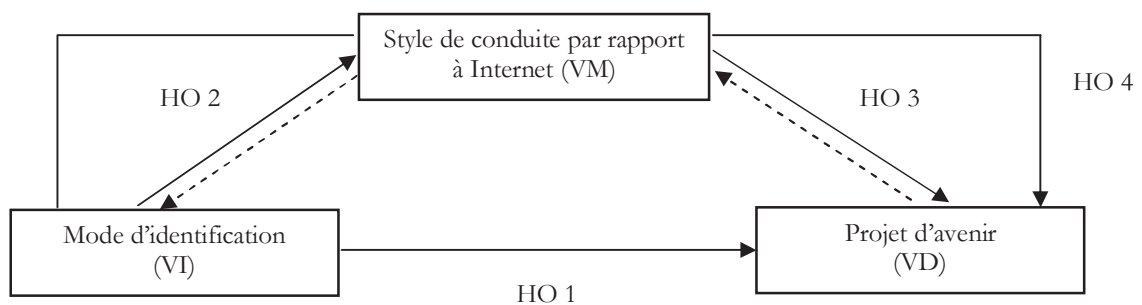 Style de conduite par rapport
à Internet (VM)
HO 2
HO 3
HO 4
Mode d'identification
(VI)
Projet d'avenir
(VD)
HO 1